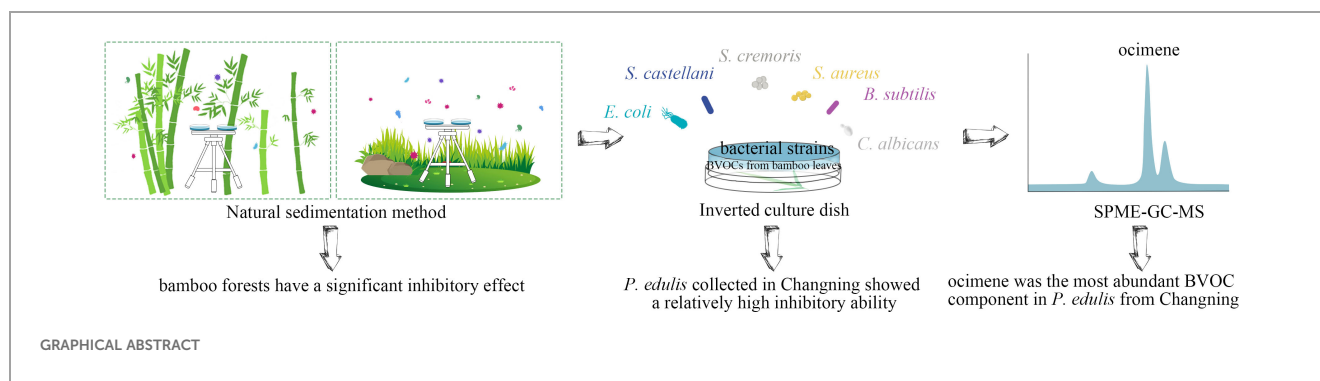 ocimene
S. cremoris
S. castellani
S. aureus
B. subtilis
E. coli
C. albicans
bacterial strains
BVOCs from bamboo leaves
Natural sedimentation method
Inverted culture dish
SPME-GC-MS
bamboo forests have a significant inhibitory effect
P. edulis collected in Changning showed
a relatively high inhibitory ability
ocimene was the most abundant BVOC
component in P. edulis from Changning
GRAPHICAL ABSTRACT